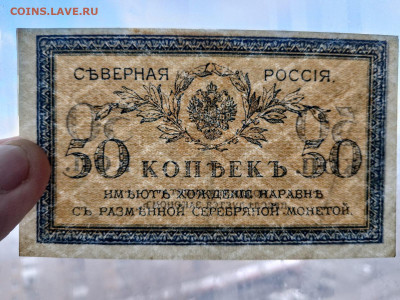 COINS.LAVE.RU
СѢВЕРНАЯ РОССІЯ.
50 КОПѢЕКЪ 50
ИМѢЮТЪ ХОЖДЕНІЕ НАРАВНѢ
СЪ РАЗМѢННОЙ СЕРЕБРЯНОЙ МОНЕТОЙ.